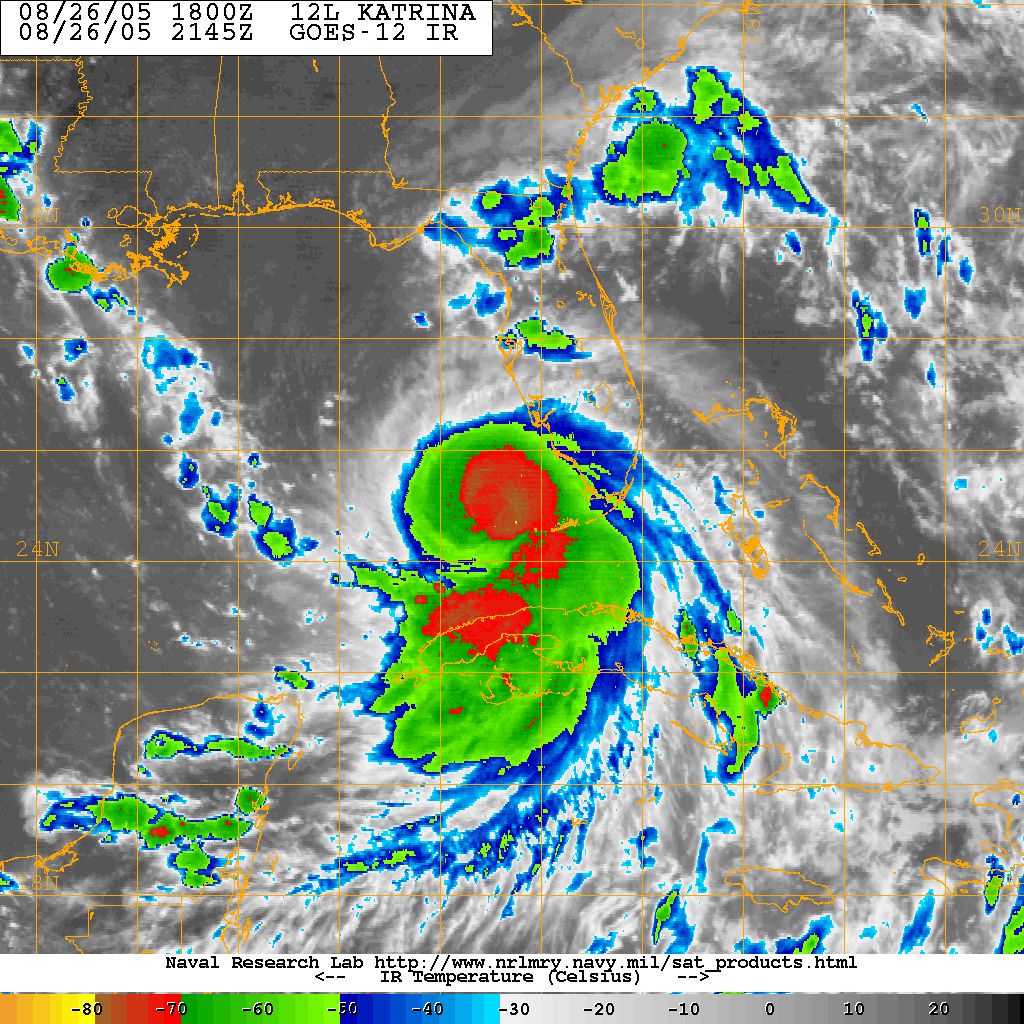 08/26/05 1800Z 12L KATRINA
08/26/05 2145Z GOES-12 IR
30N 30N
24N 24N
18N
Naval Research Lab http://www.nrlmry.navy.mil/sat_products.html
<-- IR Temperature (Celsius) -->
-80 -70 -60 -50 -40 -30 -20 -10 0 10 20